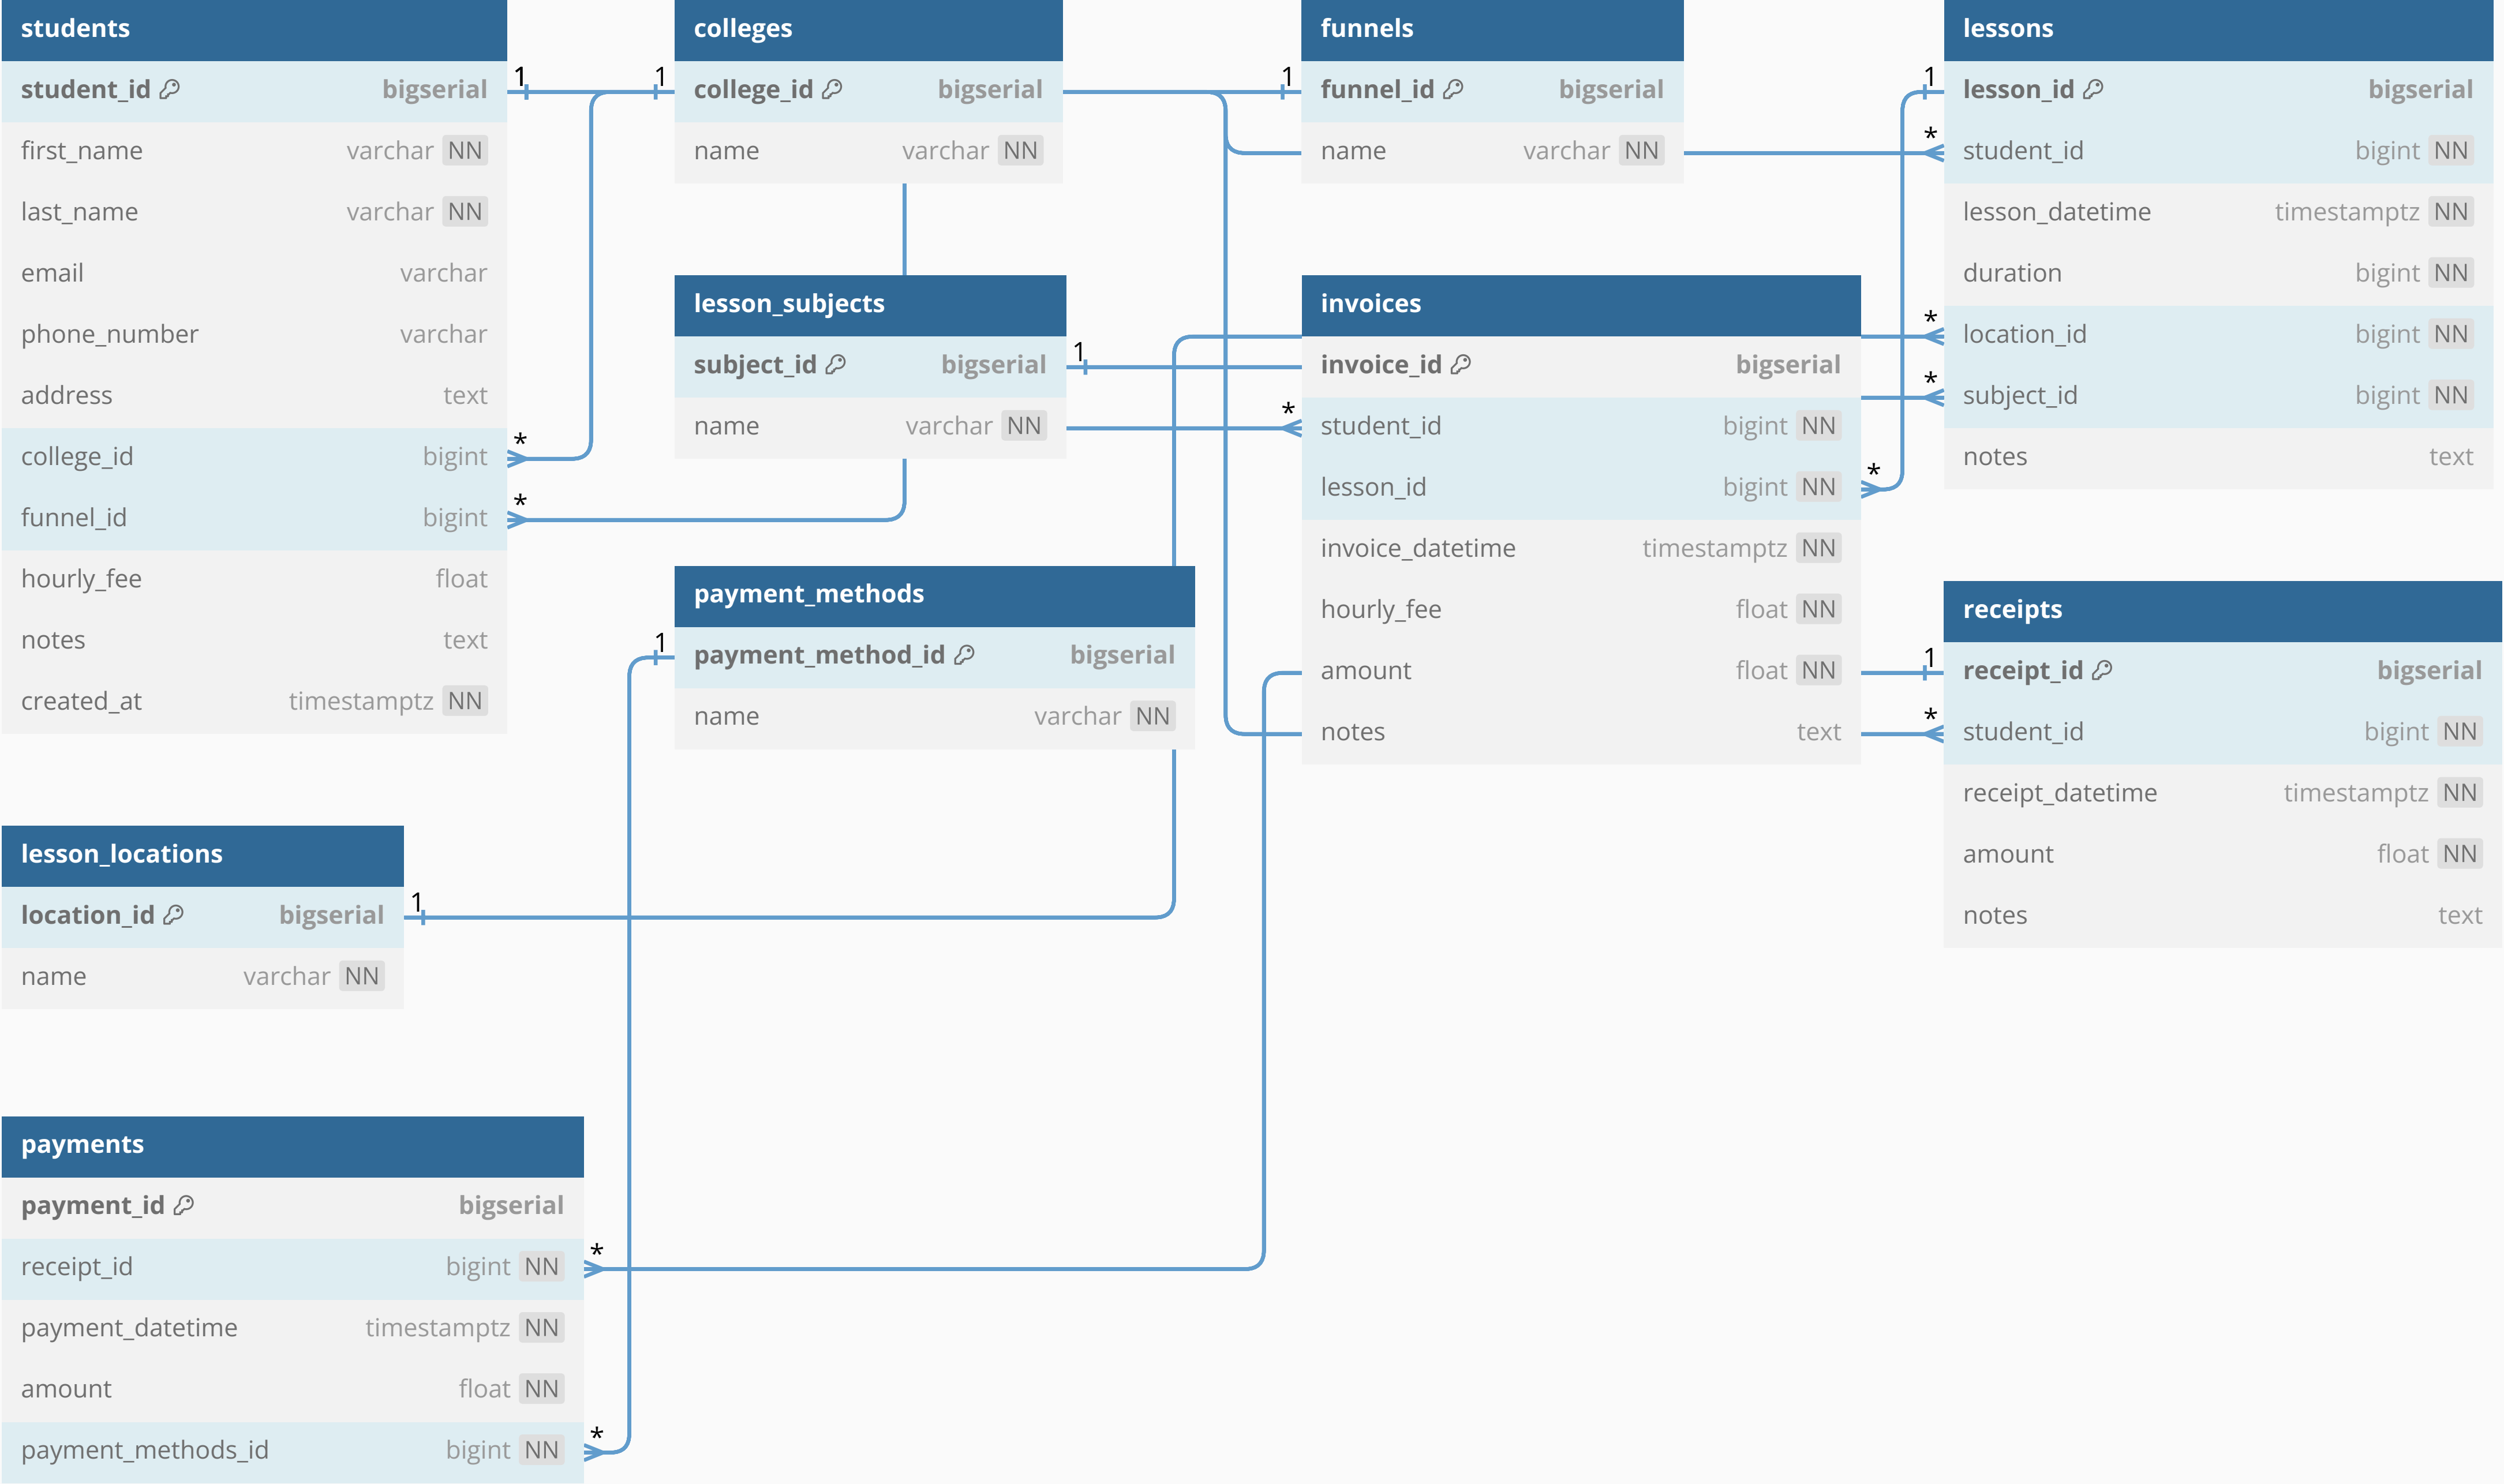 students
student_id bigserial
first_name varchar NN
last_name varchar NN
email varchar
phone_number varchar
address text
college_id bigint
funnel_id bigint
hourly_fee float
notes text
created_at timestamptz NN
1
*
*
colleges
1
college_id bigserial
name varchar NN
funnels
1
funnel_id bigserial
name varchar NN
lessons
1
lesson_id bigserial
*
student_id bigint NN
lesson_datetime timestamptz NN
duration bigint NN
*
location_id bigint NN
*
subject_id bigint NN
notes text
lesson_subjects
subject_id bigserial
1
name varchar NN
invoices
invoice_id bigserial
*
student_id bigint NN
lesson_id bigint NN
*
invoice_datetime timestamptz NN
hourly_fee float NN
amount float NN
notes text
payment_methods
1
payment_method_id bigserial
name varchar NN
receipts
1
receipt_id bigserial
*
student_id bigint NN
receipt_datetime timestamptz NN
amount float NN
notes text
lesson_locations
location_id bigserial
1
name varchar NN
payments
payment_id bigserial
receipt_id bigint NN
*
payment_datetime timestamptz NN
amount float NN
payment_methods_id bigint NN
*